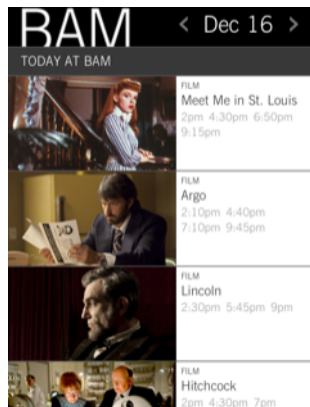 BAM
< Dec 16 >
TODAY AT BAM
FILM
Meet Me in St. Louis
2pm 4:30pm 6:50pm
9:15pm
FILM
Argo
2:10pm 4:40pm
7:10pm 9:45pm
FILM
Lincoln
2:30pm 5:45pm 9pm
FILM
Hitchcock
2pm 4:30pm 7pm